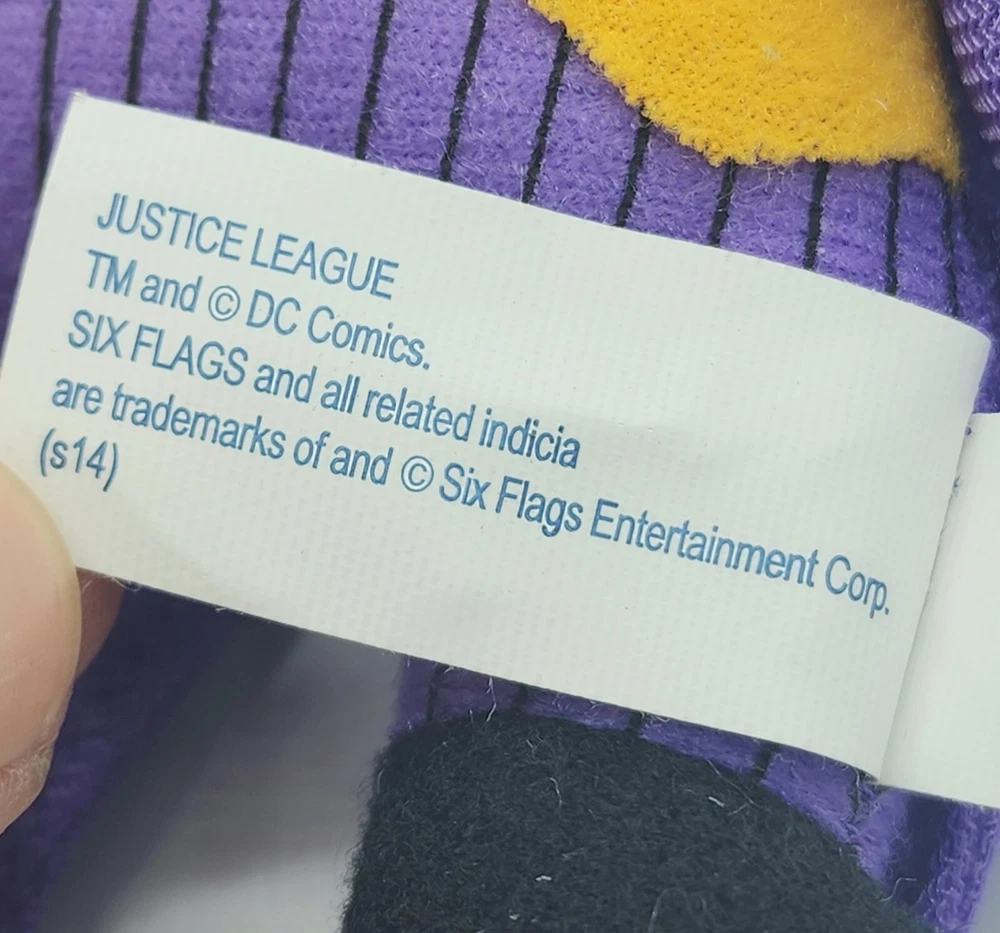 JUSTICE LEAGUE
TM and © DC Comics.
SIX FLAGS and all related indicia
are trademarks of and © Six Flags Entertainment Corp.
(s14)